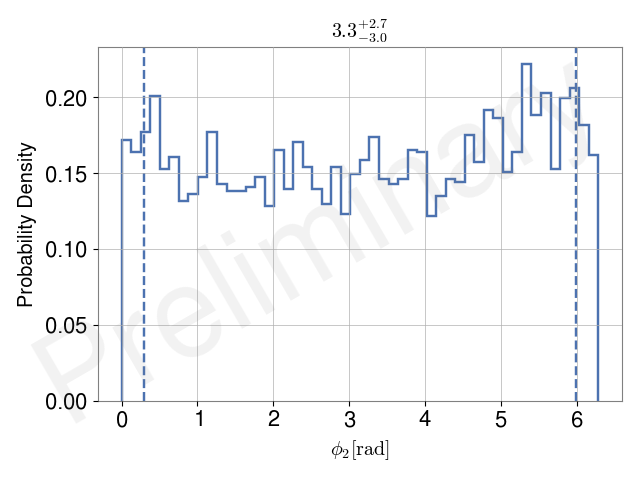 3.3^{+2.7}_{-3.0}
Probability Density
0.20
0.15
0.10
0.05
0.00
0 1 2 3 4 5 6
ϕ₂[rad]
Preliminary